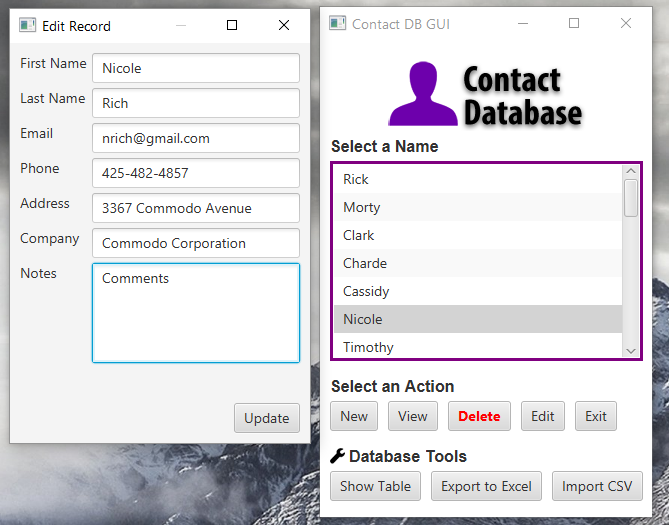 Edit Record
First Name Nicole
Last Name Rich
Email nrich@gmail.com
Phone 425-482-4857
Address 3367 Commodo Avenue
Company Commodo Corporation
Notes Comments
Update
Contact DB GUI
Contact
Database
Select a Name
Rick
Morty
Clark
Charde
Cassidy
Nicole
Timothy
Select an Action
New View Delete Edit Exit
Database Tools
Show Table Export to Excel Import CSV